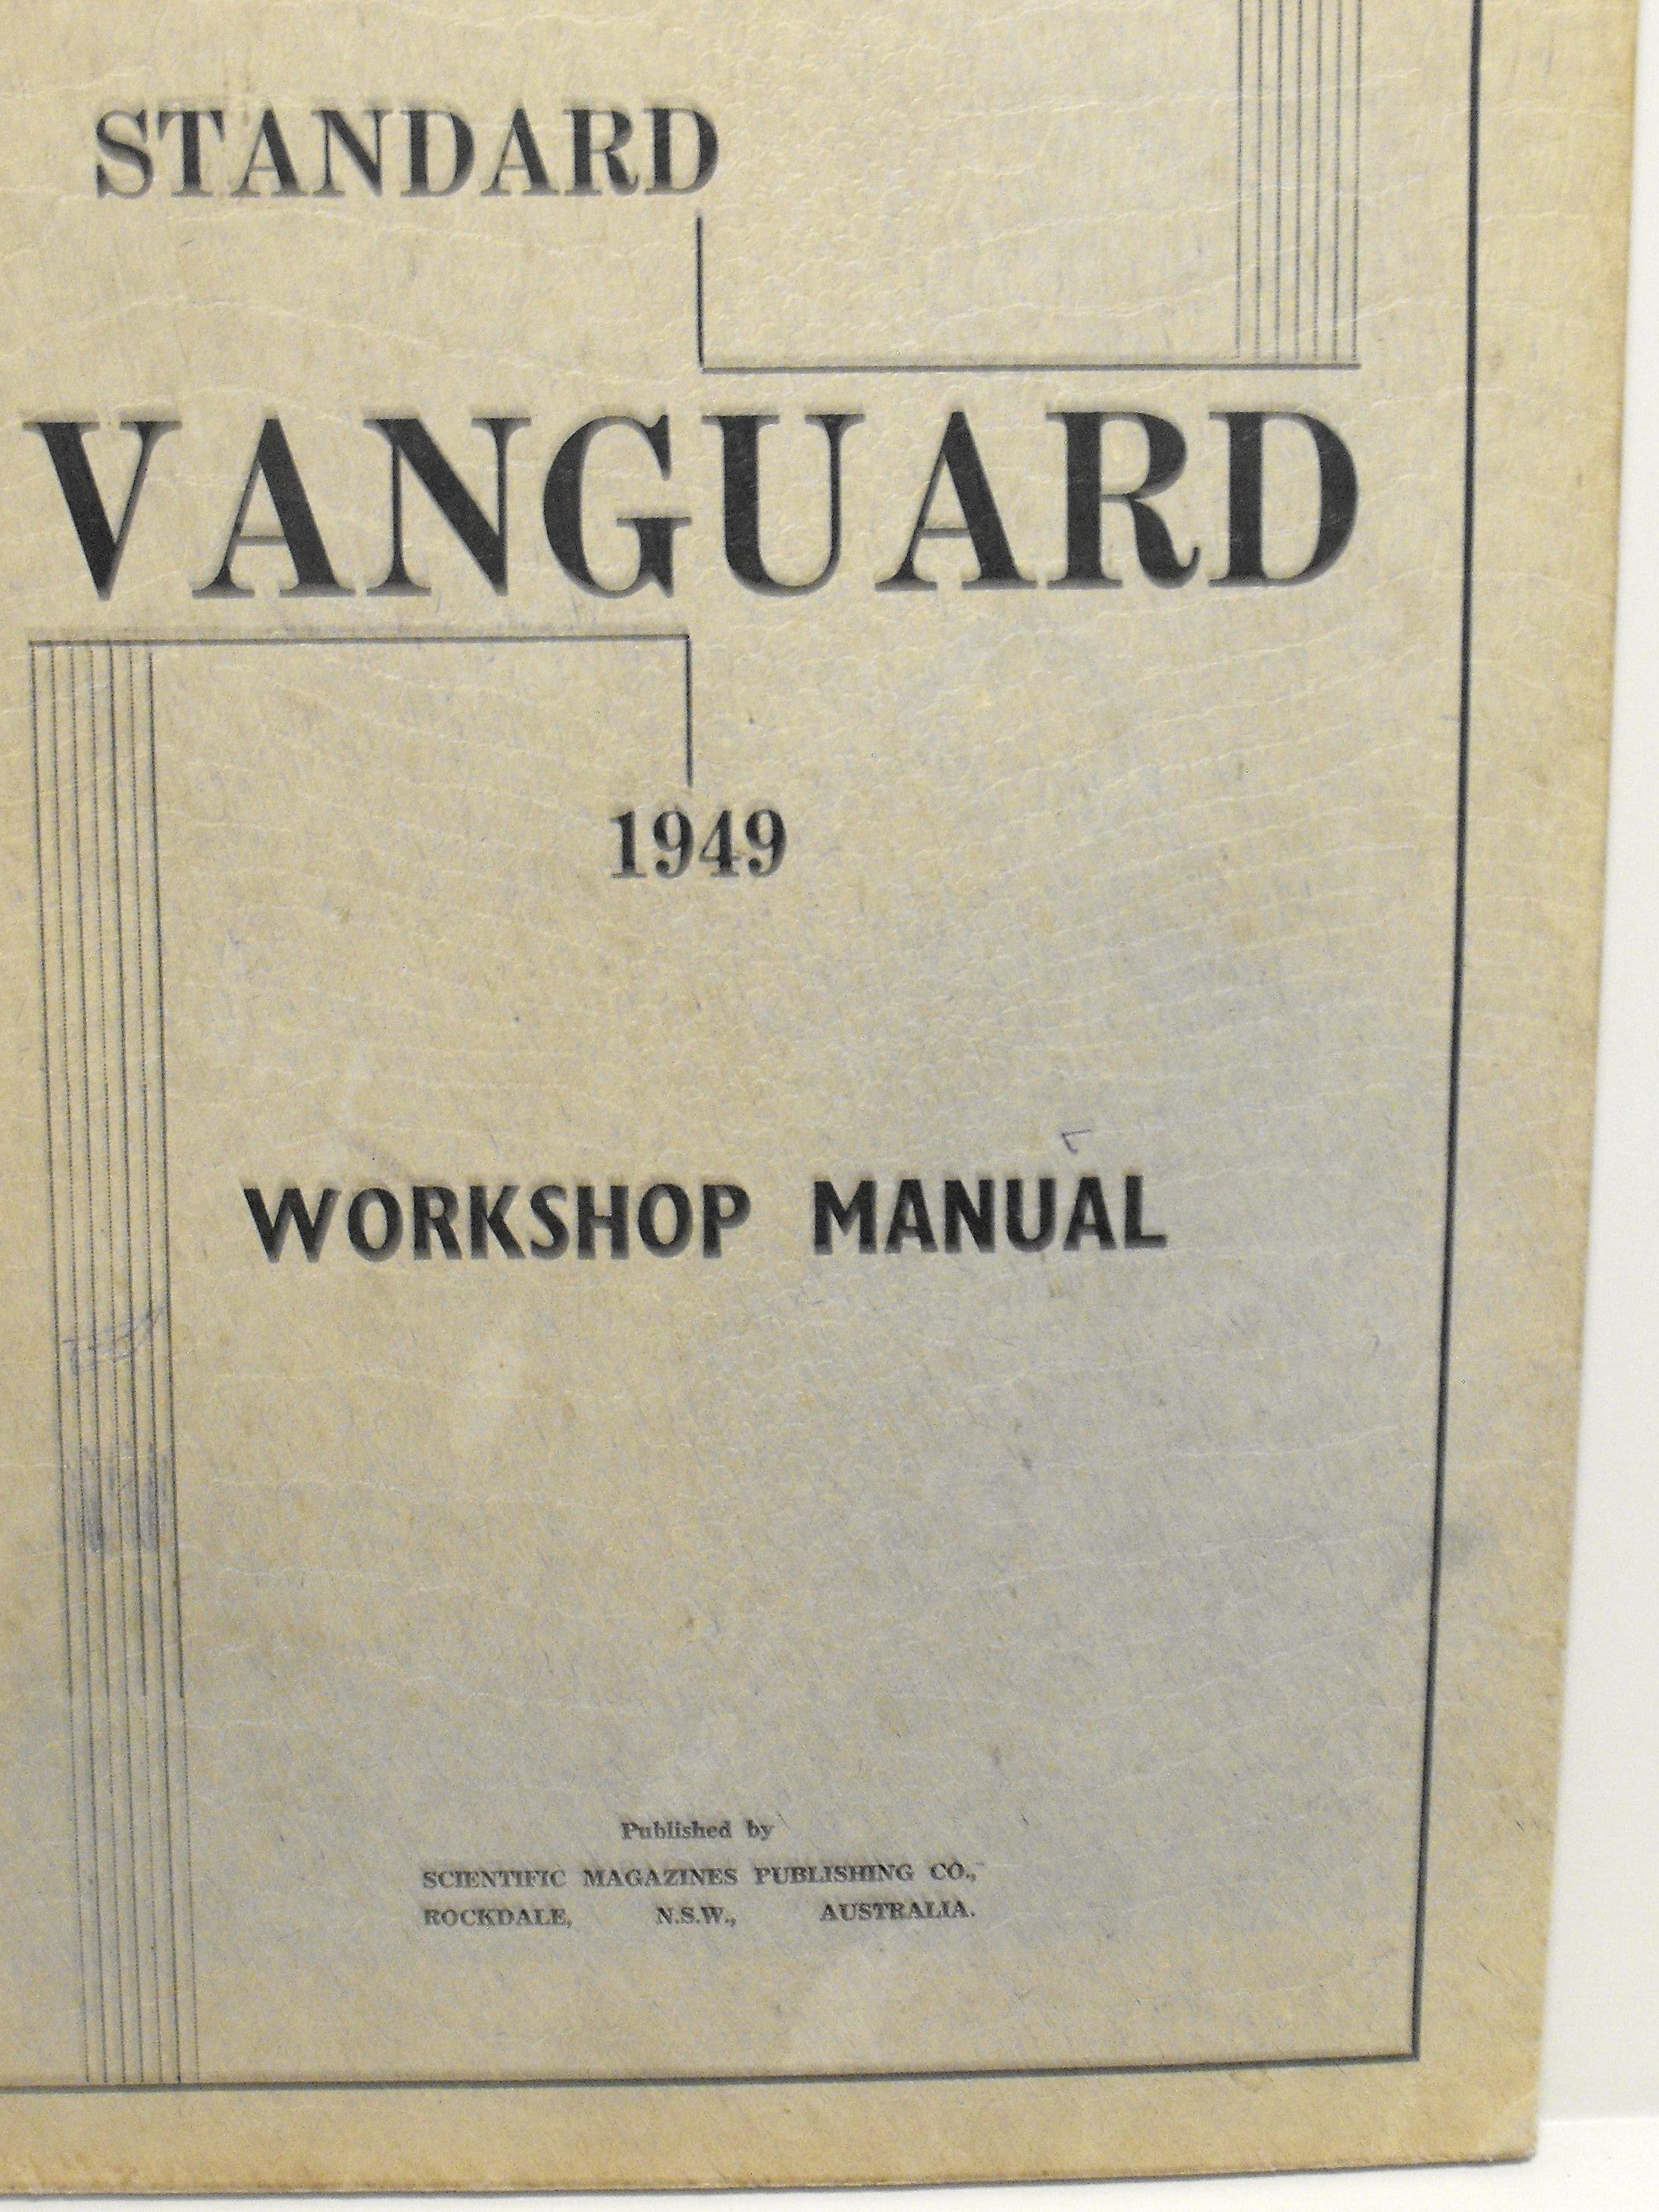 STANDARD
VANGUARD
1949
WORKSHOP MANUAL
Published by
SCIENTIFIC MAGAZINES PUBLISHING CO.,
ROCKDALE, N.S.W., AUSTRALIA.